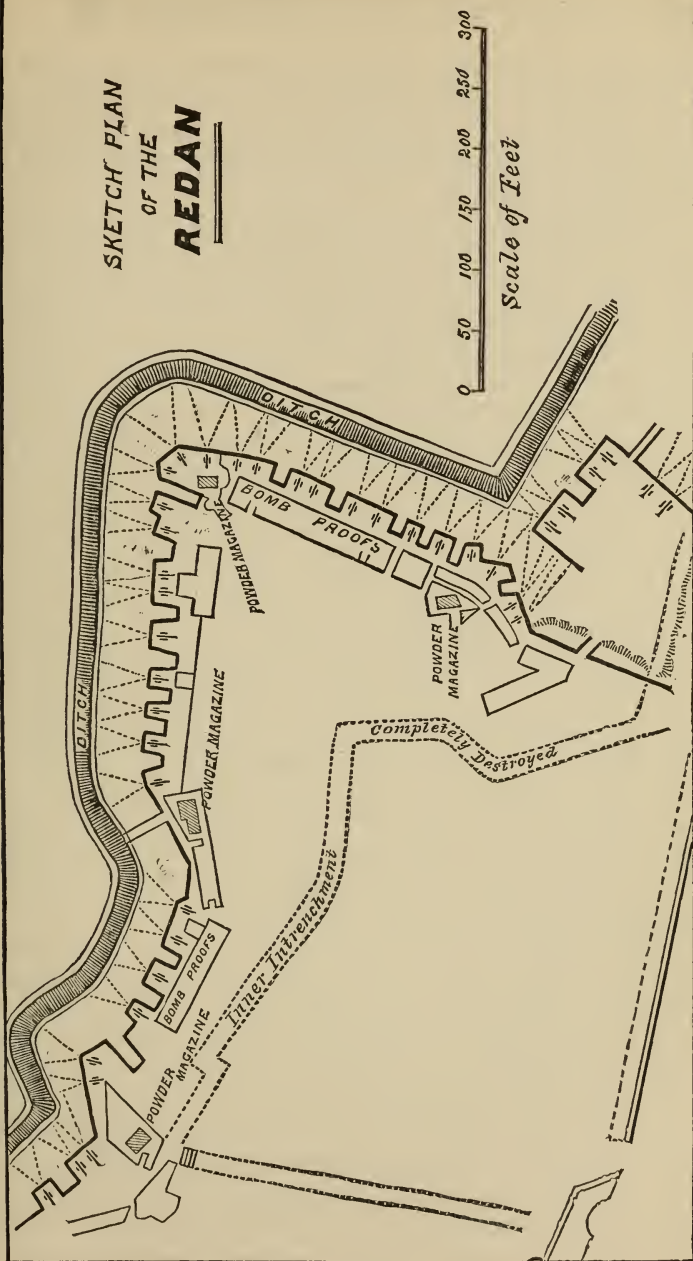 SKETCH PLAN
OF THE
REDAN
0 50 100 150 200 250 300
Scale of Feet
DITCH
DITCH
BOMB PROOFS
POWDER MAGAZINE
POWDER
MAGAZINE
POWDER MAGAZINE
BOMB PROOFS
POWDER
MAGAZINE
Inner Intrenchment
Completely Destroyed